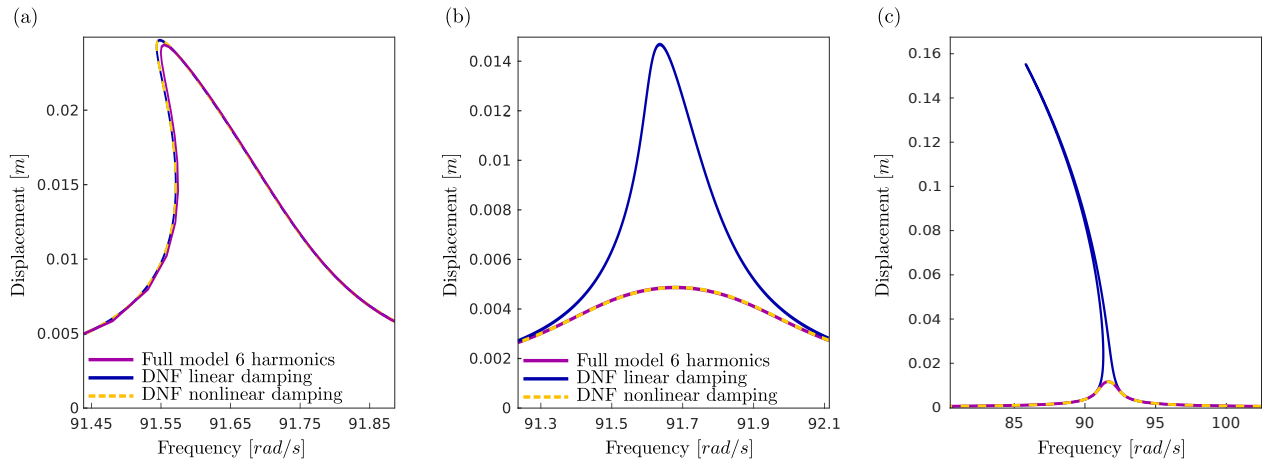 (a)
Displacement [m]
0.02
0.015
0.01
0.005
0
Full model 6 harmonics
DNF linear damping
DNF nonlinear damping
91.45 91.55 91.65 91.75 91.85
Frequency [rad/s]
(b)
Displacement [m]
0.014
0.012
0.01
0.008
0.006
0.004
0.002
0
Full model 6 harmonics
DNF linear damping
DNF nonlinear damping
91.3 91.5 91.7 91.9 92.1
Frequency [rad/s]
(c)
Displacement [m]
0.16
0.14
0.12
0.1
0.08
0.06
0.04
0.02
0
85 90 95 100
Frequency [rad/s]